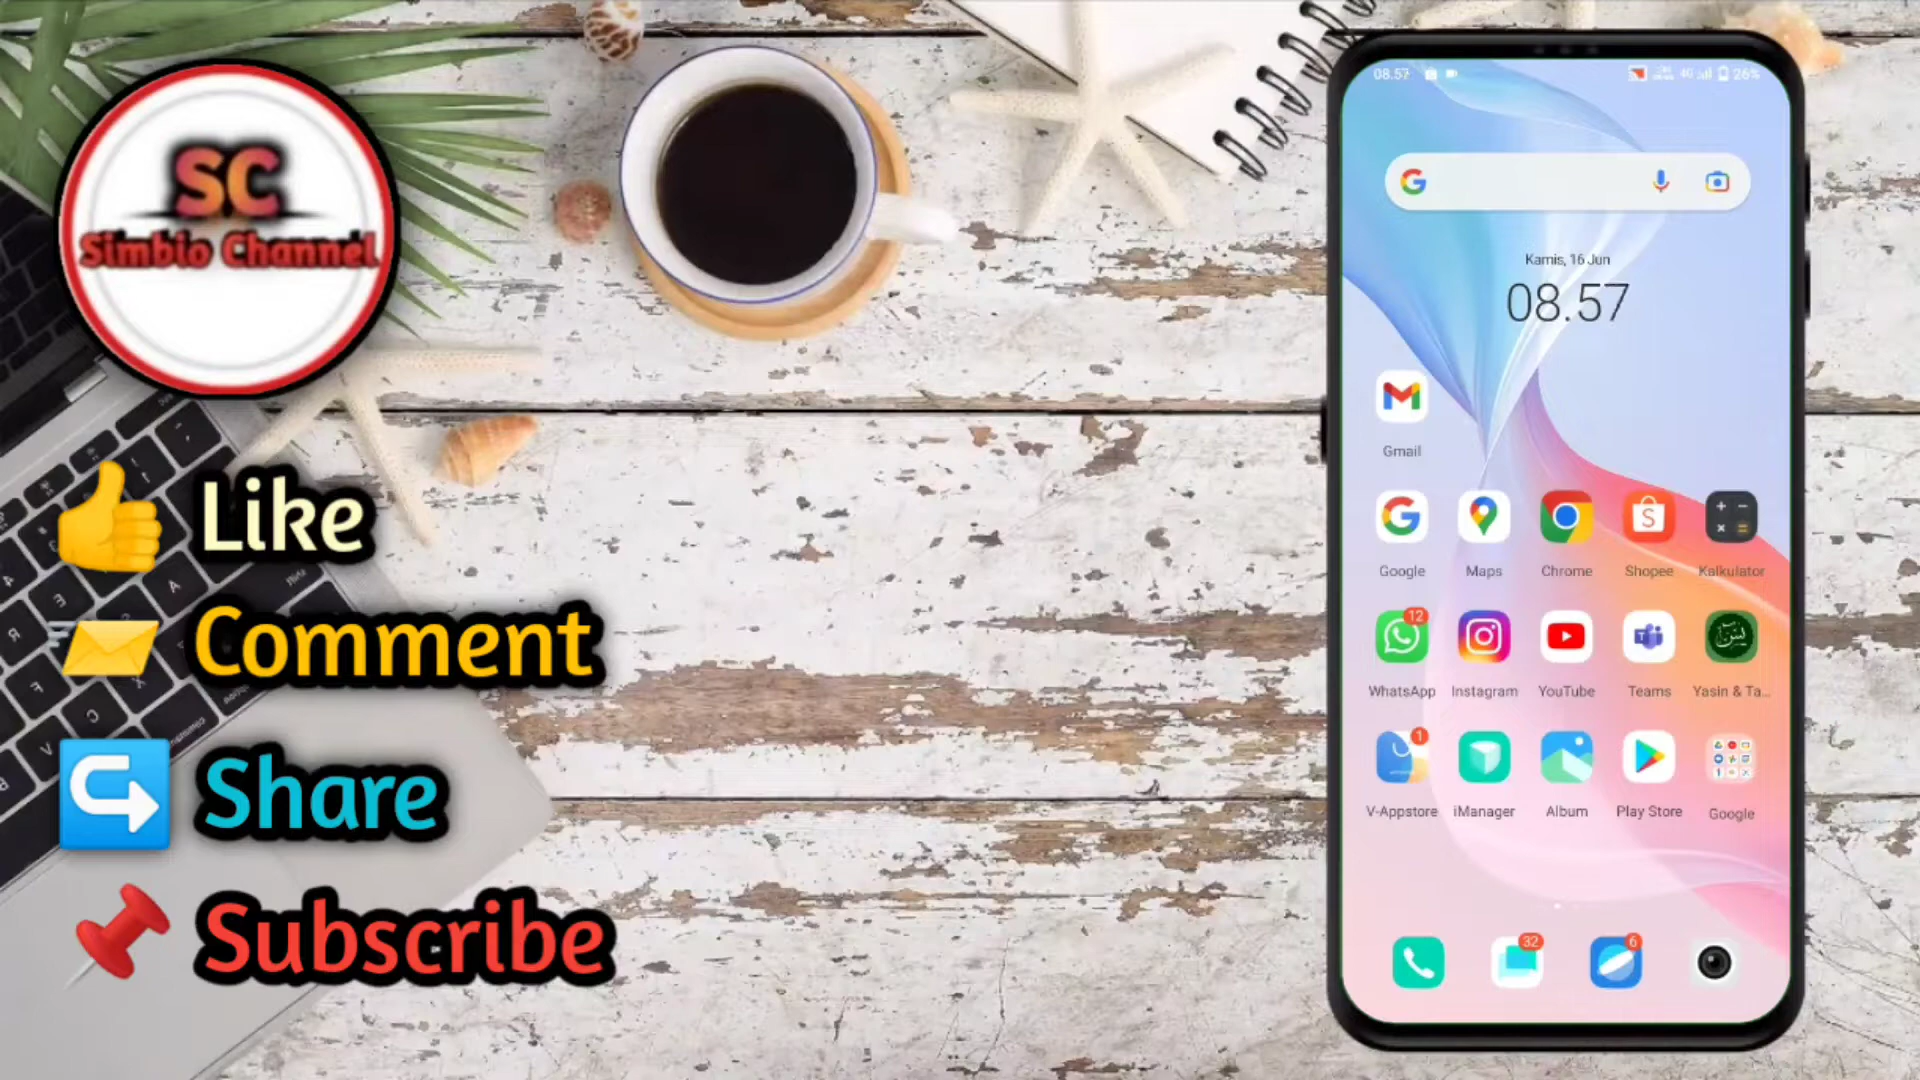 SC
Simbio Channel
Like
Comment
Share
Subscribe
08.57
4G
26%
Kamis, 16 Jun
08.57
Gmail
Google
Maps
Chrome
Shopee
Kalkulator
12
WhatsApp
Instagram
YouTube
Teams
Yasin & Ta...
1
V-Appstore
iManager
Album
Play Store
Google
32
6